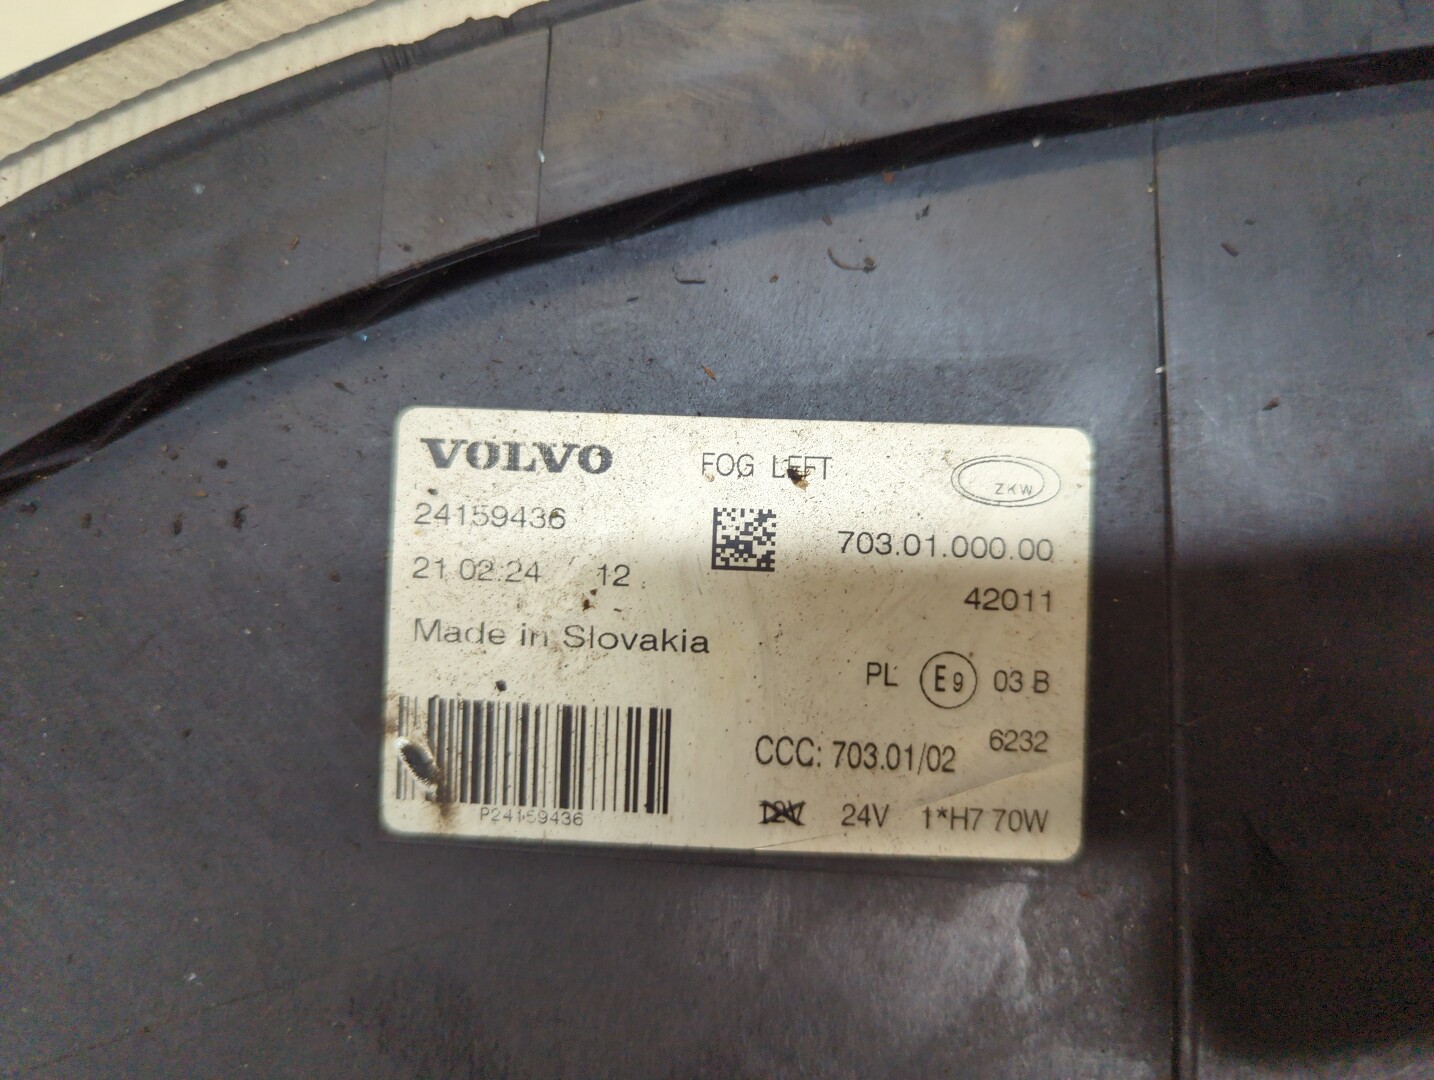 VOLVO FOG LEFT ZKW
24159436
703.01.000.00
21.02.24 / 12
42011
Made in Slovakia
PL E9 03 B
6232
CCC: 703.01/02
P24159436
12V 24V 1*H7 70W